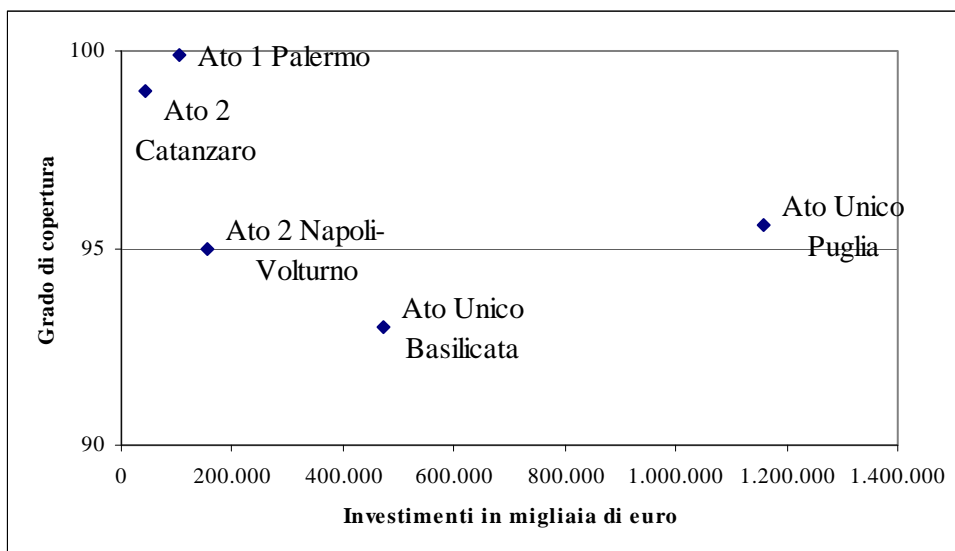 100
Ato 1 Palermo
Ato 2
Catanzaro
Ato Unico
Puglia
Ato 2 Napoli-
Volturno
95
Ato Unico
Basilicata
90
0 200.000 400.000 600.000 800.000 1.000.000 1.200.000 1.400.000
Grado di copertura
Investimenti in migliaia di euro